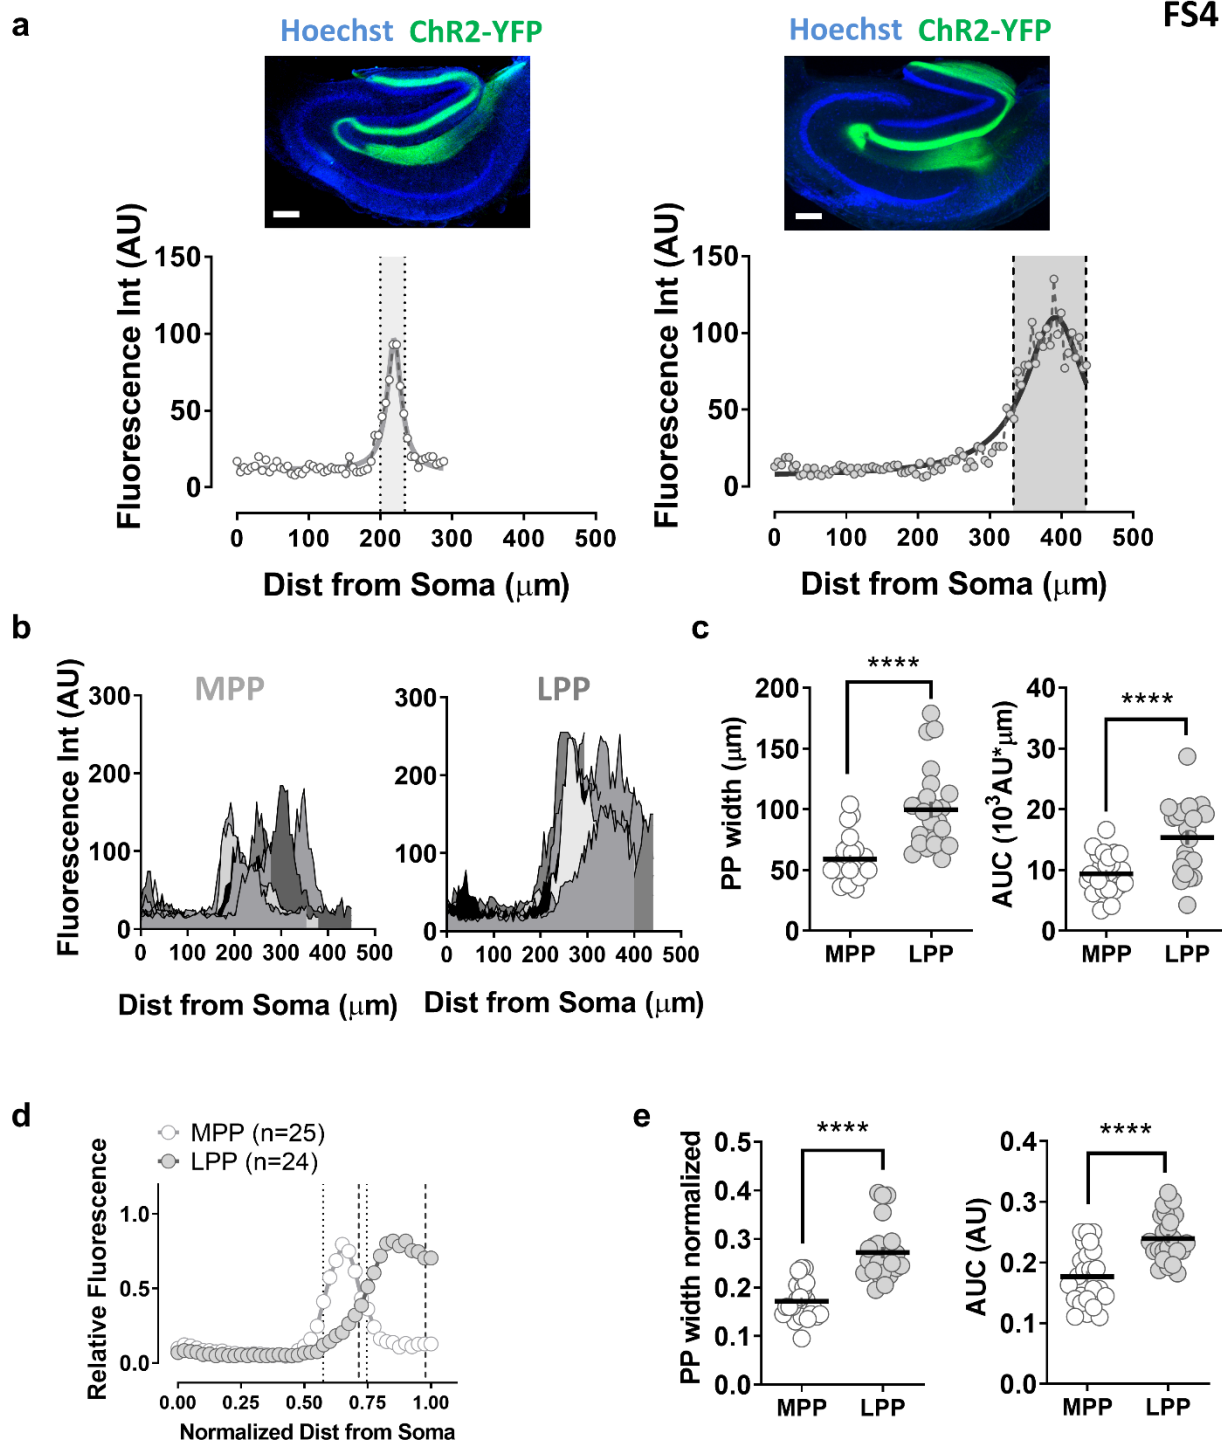 FS4
a
Hoechst ChR2-YFP
Hoechst ChR2-YFP
Fluorescence Int (AU)
150
100
50
0
0 100 200 300 400 500
Dist from Soma (μm)
Fluorescence Int (AU)
150
100
50
0
0 100 200 300 400 500
Dist from Soma (μm)
b
MPP
Fluorescence Int (AU)
300
200
100
0
0 100 200 300 400 500
Dist from Soma (μm)
LPP
300
200
100
0
0 100 200 300 400 500
Dist from Soma (μm)
c
****
PP width (μm)
200
150
100
50
0
MPP LPP
****
AUC (10³AU*μm)
40
30
20
10
0
MPP LPP
d
MPP (n=25)
LPP (n=24)
Relative Fluorescence
1.0
0.5
0.0
0.00 0.25 0.50 0.75 1.00
Normalized Dist from Soma
e
****
PP width normalized
0.5
0.4
0.3
0.2
0.1
0.0
MPP LPP
****
AUC (AU)
0.4
0.3
0.2
0.1
0.0
MPP LPP